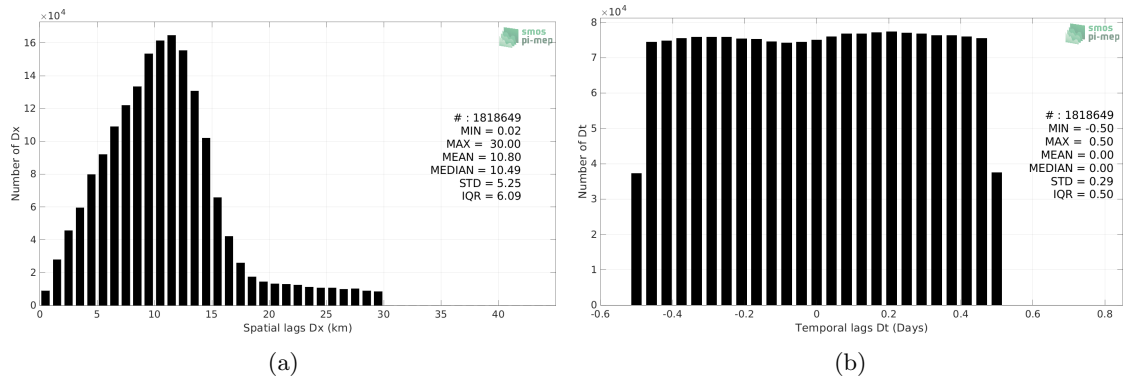 ×10⁴
16
14
12
10
8
6
4
2
0
Number of Dx
0 5 10 15 20 25 30 35 40
Spatial lags Dx (km)
smos
pi-mep
# : 1818649
MIN = 0.02
MAX = 30.00
MEAN = 10.80
MEDIAN = 10.49
STD = 5.25
IQR = 6.09
(a)
×10⁴
8
7
6
5
4
3
2
1
0
Number of Dt
-0.6 -0.4 -0.2 0 0.2 0.4 0.6 0.8
Temporal lags Dt (Days)
smos
pi-mep
# : 1818649
MIN = -0.50
MAX = 0.50
MEAN = 0.00
MEDIAN = 0.00
STD = 0.29
IQR = 0.50
(b)